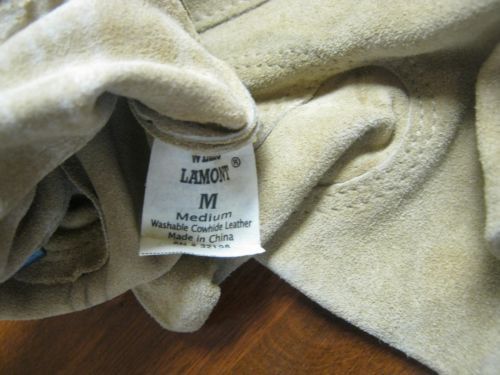 LAMONT®
M
Medium
Washable Cowhide Leather
Made in China